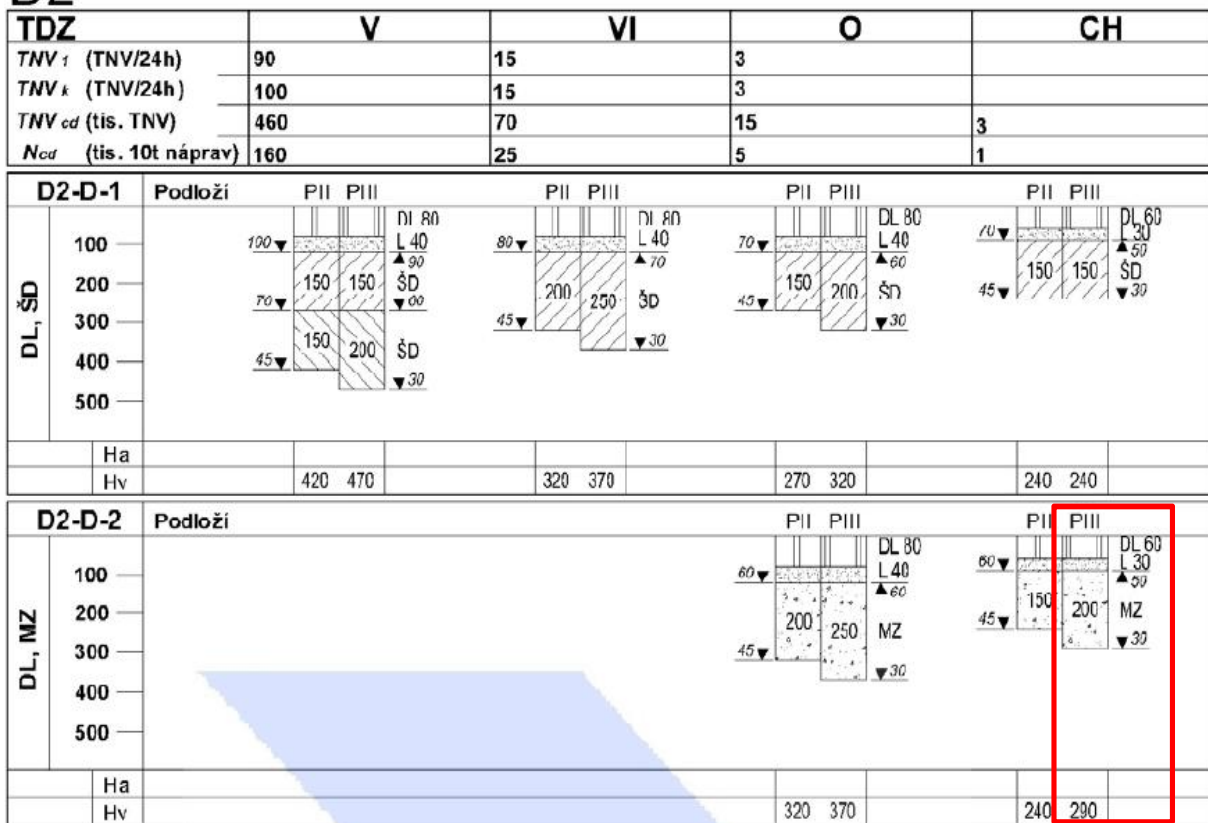 D2
TDZ V VI O CH
TNV 1 (TNV/24h) 90 15 3
TNV k (TNV/24h) 100 15 3
TNV cd (tis. TNV) 460 70 15 3
Ncd (tis. 10t náprav) 160 25 5 1
D2-D-1 Podloží PII PIII PII PIII PII PIII PII PIII
DL 80 DL 80 DL 80 DL 60
100 100 L 40 80 L 40 70 L 40 70 L 30
90 70 60 50
DL, ŠD
200 150 150 ŠD 200 250 ŠD 150 200 ŠD 150 150 ŠD
70 45 45 45 30
300 45 30
400 150 200 ŠD 30
45 30
500
Ha
Hv 420 470 320 370 270 320 240 240
D2-D-2 Podloží PII PIII PII PIII
DL 80 DL 60
100 60 L 40 60 L 30
60 50
DL, MZ
200 200 250 MZ 150 200 MZ
300 45 30 45 30
400
500
Ha
Hv 320 370 240 290